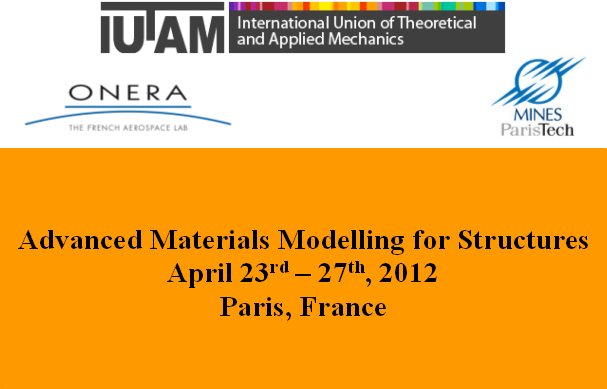 IUTAM
International Union of Theoretical
and Applied Mechanics
ONERA
THE FRENCH AEROSPACE LAB
MINES
ParisTech
Advanced Materials Modelling for Structures
April 23rd – 27th, 2012
Paris, France